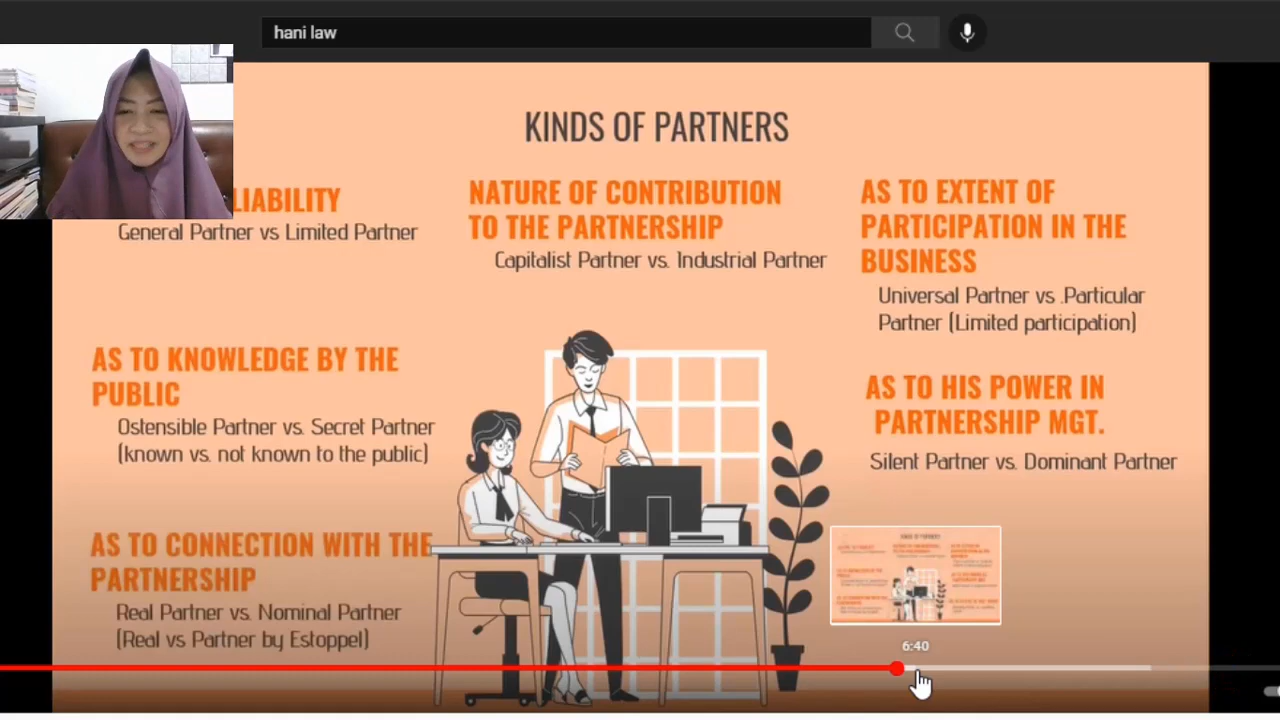 hani law
KINDS OF PARTNERS
LIABILITY
General Partner vs Limited Partner
NATURE OF CONTRIBUTION
TO THE PARTNERSHIP
Capitalist Partner vs. Industrial Partner
AS TO EXTENT OF
PARTICIPATION IN THE
BUSINESS
Universal Partner vs .Particular
Partner (Limited participation)
AS TO KNOWLEDGE BY THE
PUBLIC
Ostensible Partner vs. Secret Partner
(known vs. not known to the public)
AS TO HIS POWER IN
PARTNERSHIP MGT.
Silent Partner vs. Dominant Partner
AS TO CONNECTION WITH THE
PARTNERSHIP
Real Partner vs. Nominal Partner
(Real vs Partner by Estoppel)
6:40